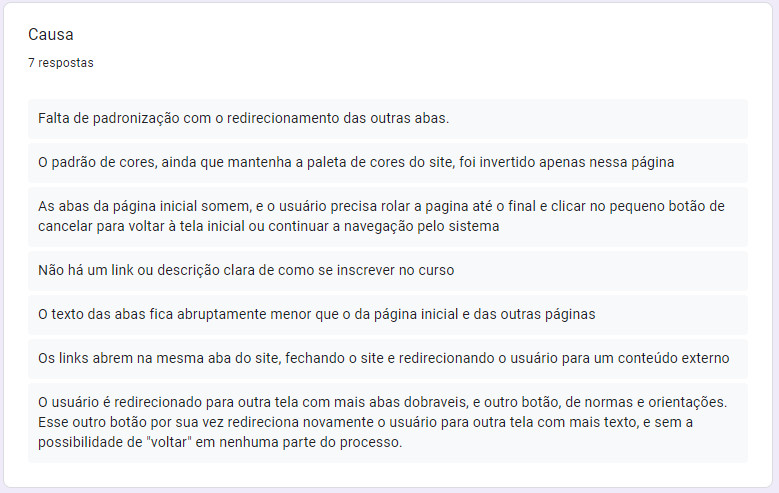 Causa
7 respostas
Falta de padronização com o redirecionamento das outras abas.
O padrão de cores, ainda que mantenha a paleta de cores do site, foi invertido apenas nessa página
As abas da página inicial somem, e o usuário precisa rolar a pagina até o final e clicar no pequeno botão de
cancelar para voltar à tela inicial ou continuar a navegação pelo sistema
Não há um link ou descrição clara de como se inscrever no curso
O texto das abas fica abruptamente menor que o da página inicial e das outras páginas
Os links abrem na mesma aba do site, fechando o site e redirecionando o usuário para um conteúdo externo
O usuário é redirecionado para outra tela com mais abas dobraveis, e outro botão, de normas e orientações.
Esse outro botão por sua vez redireciona novamente o usuário para outra tela com mais texto, e sem a
possibilidade de "voltar" em nenhuma parte do processo.